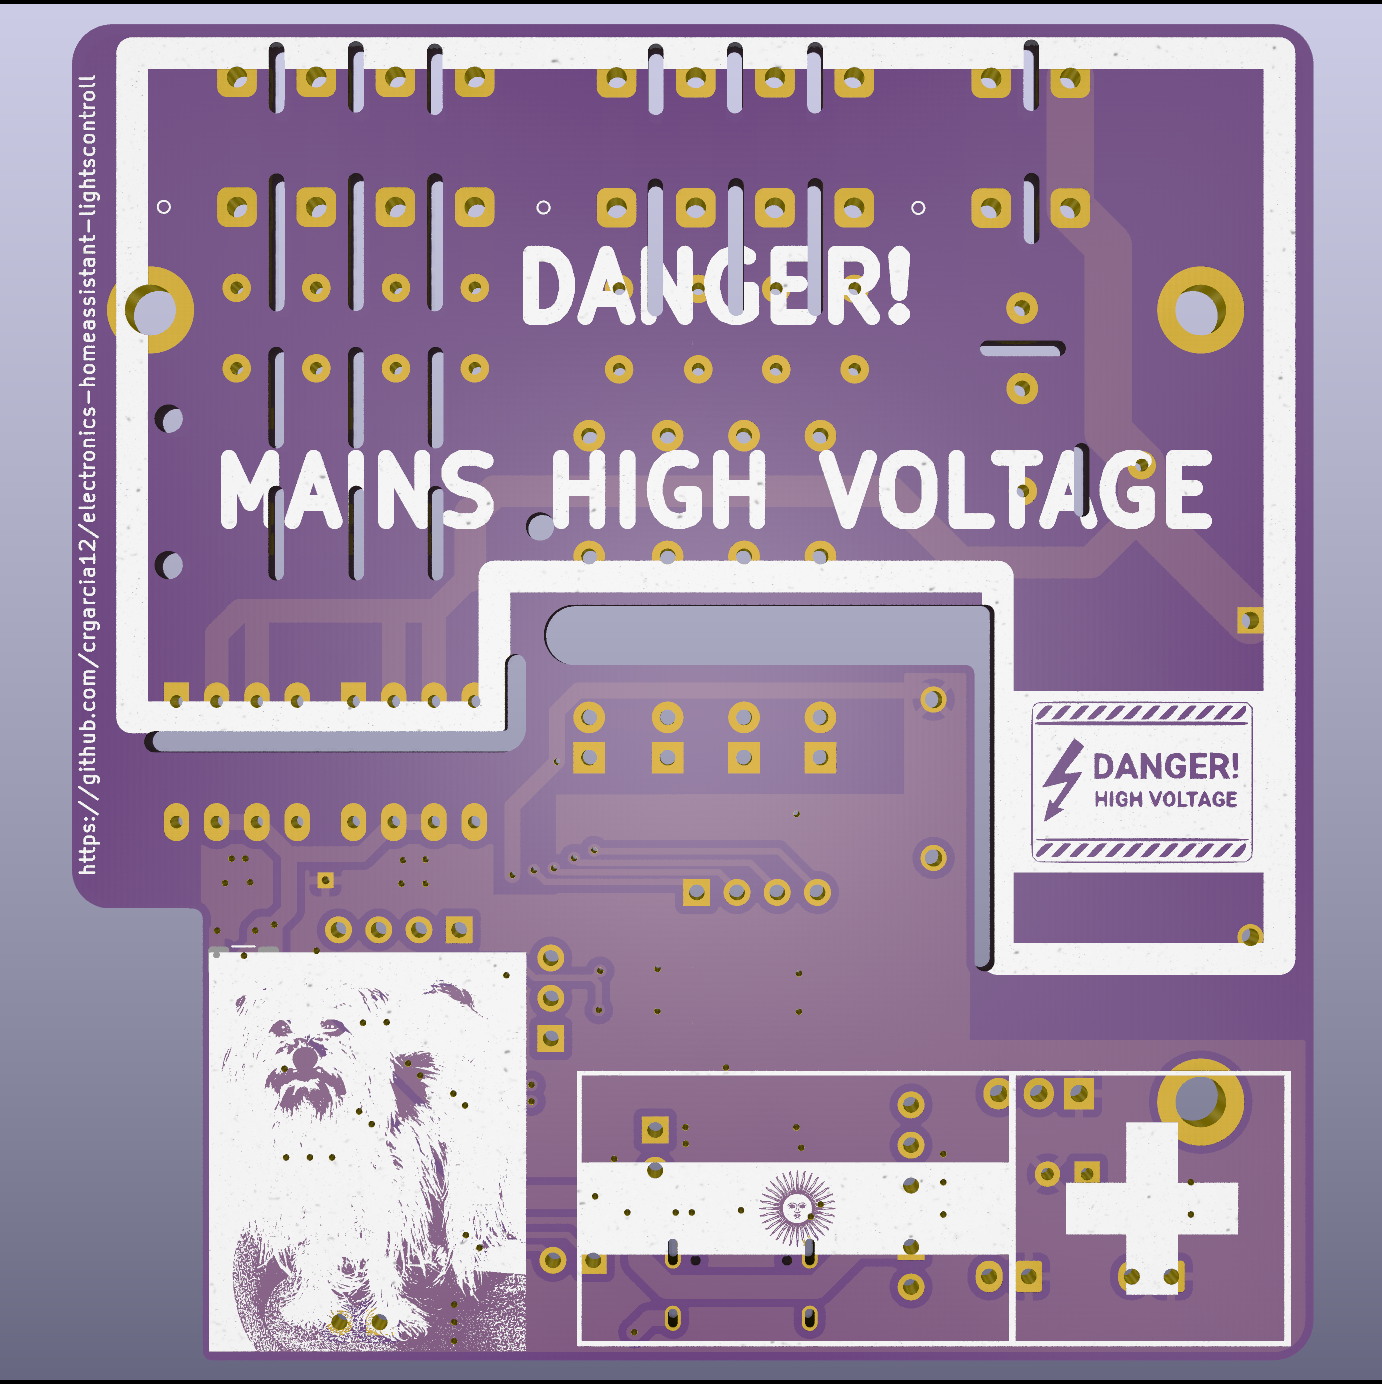 https://github.com/crgarcia12/electronics-homeassistant-lightscontroll
DANGER!
MAINS HIGH VOLTAGE
DANGER!
HIGH VOLTAGE